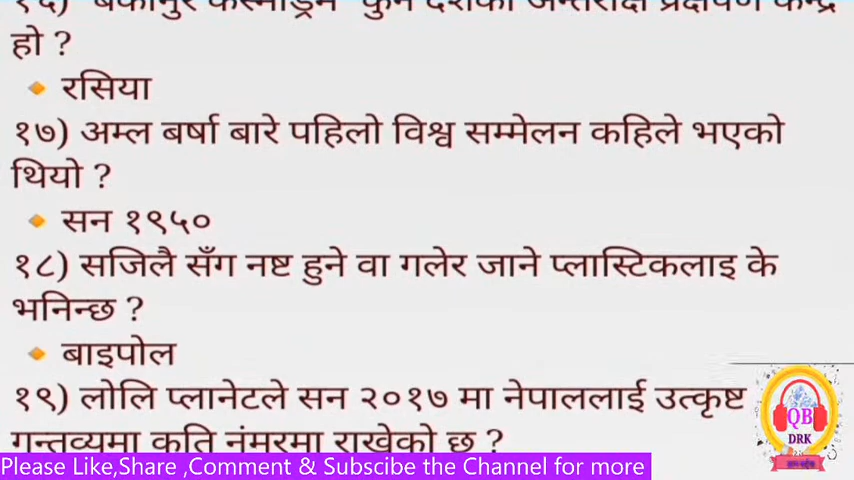 हो ?
🔸 रसिया
१७) अम्ल बर्षा बारे पहिलो विश्व सम्मेलन कहिले भएको
थियो ?
🔸 सन १९५०
१८) सजिलै सँग नष्ट हुने वा गलेर जाने प्लास्टिकलाइ के
भनिन्छ ?
🔸 बाइपोल
१९) लोलि प्लानेटले सन २०१७ मा नेपाललाई उत्कृष्ट
गन्तव्यमा कति नंमरमा राखेको छ ?
QB
DRK
Please Like,Share ,Comment & Subscibe the Channel for more